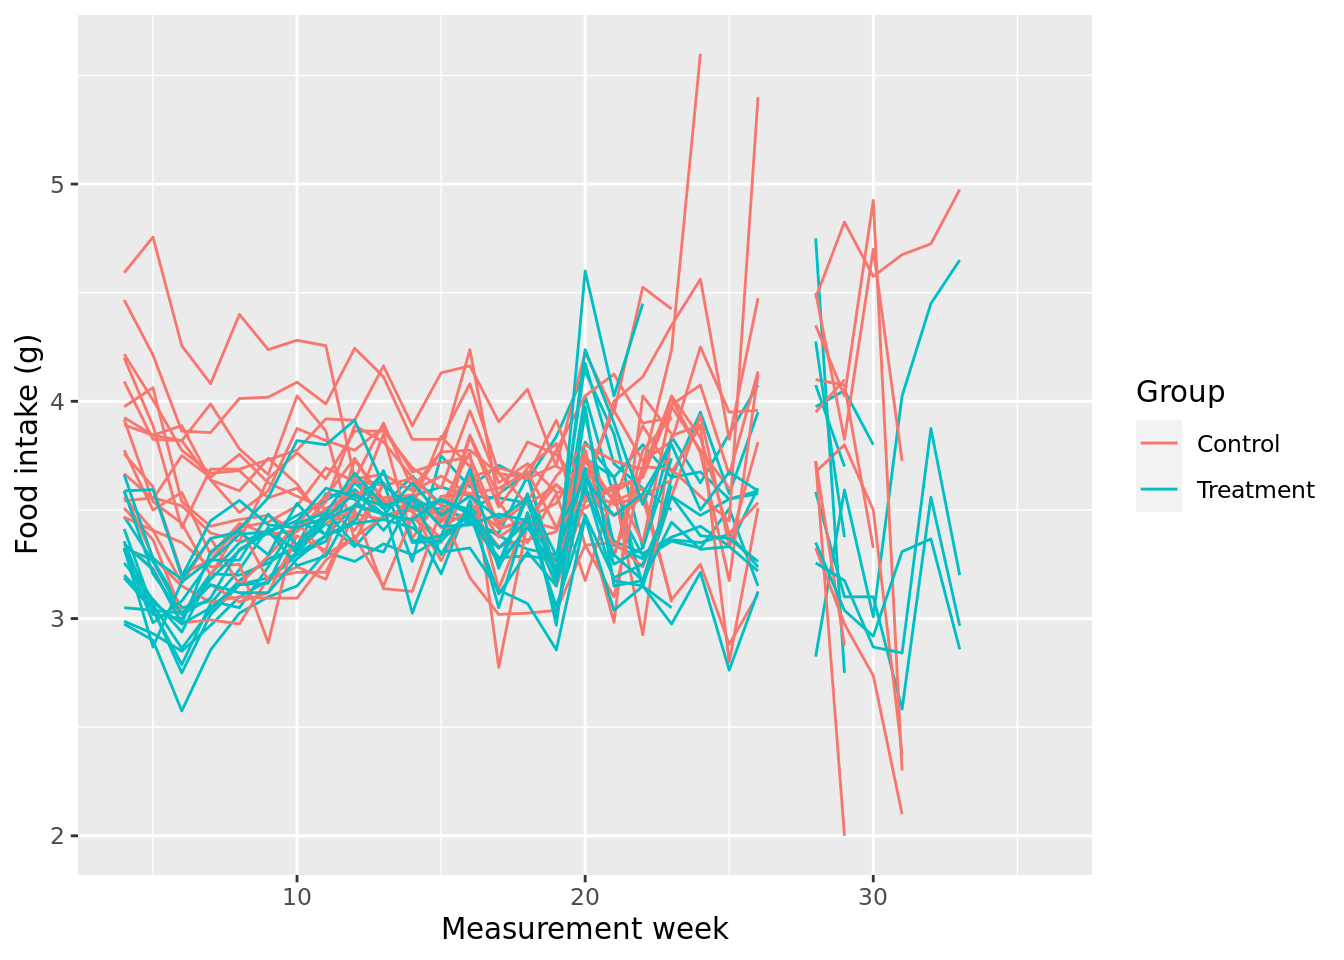 5
4
3
2
10 20 30
Measurement week
Food intake (g)
Group
Control
Treatment